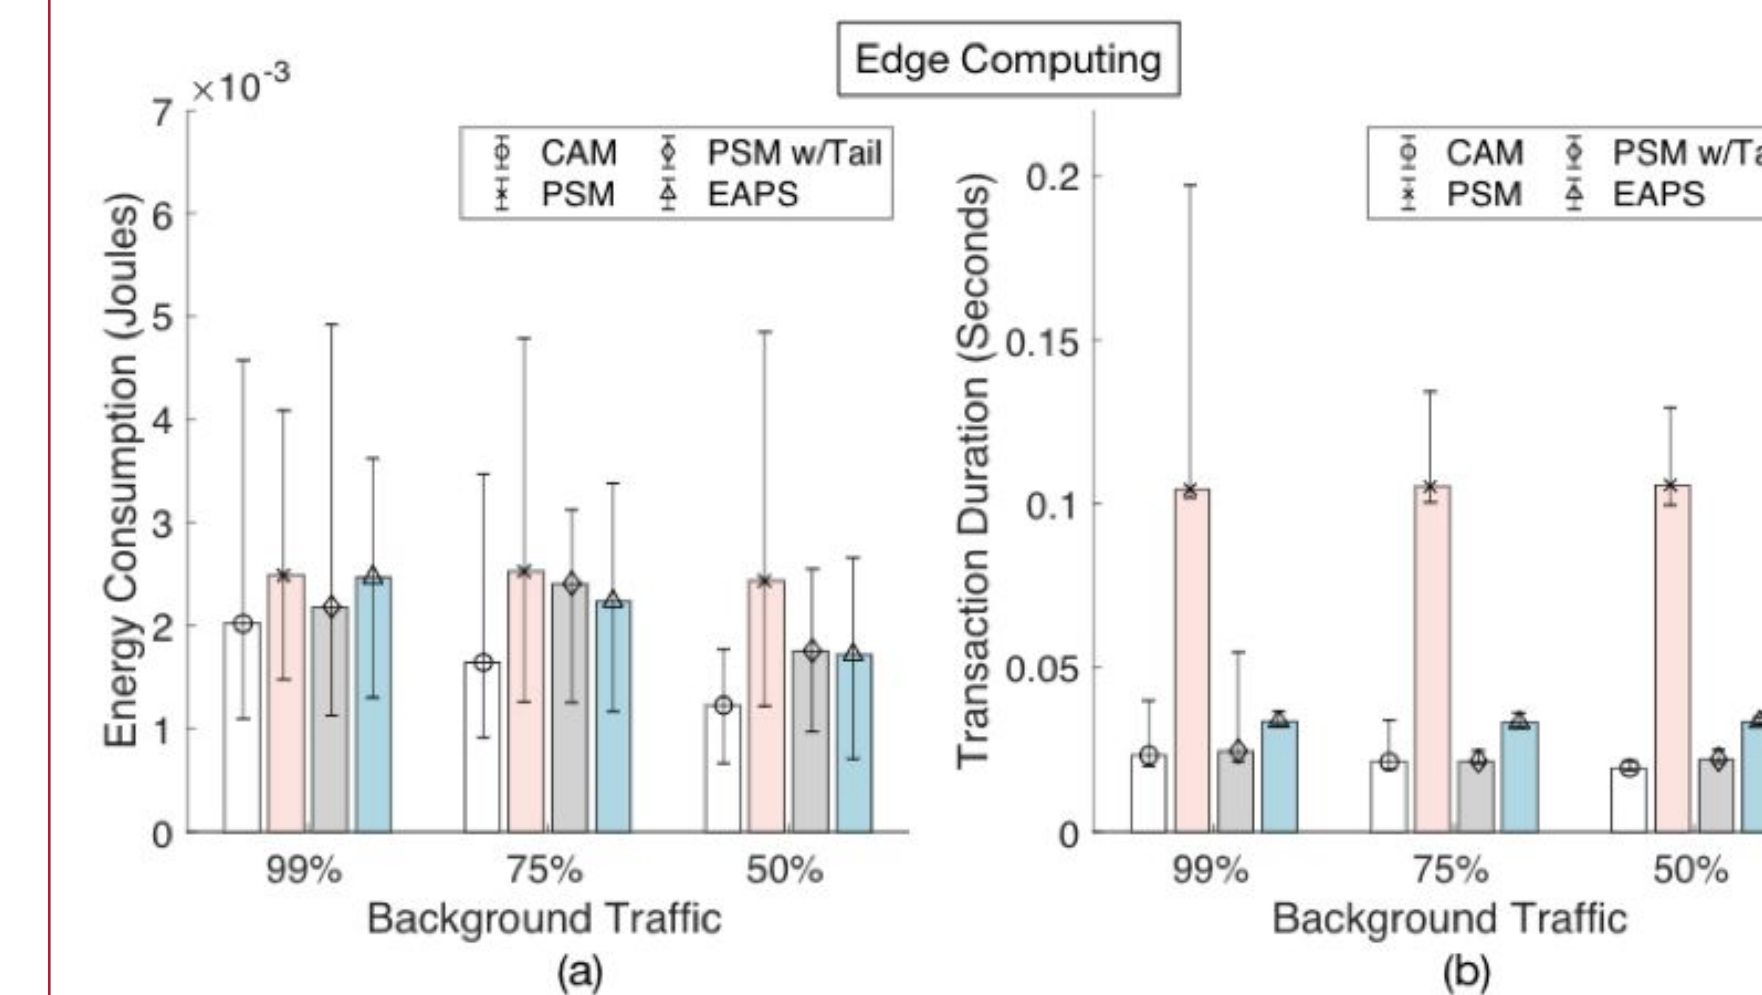 Edge Computing
×10-3
7
6
5
4
3
2
1
0
Energy Consumption (Joules)
CAM PSM w/Tail
PSM EAPS
99% 75% 50%
Background Traffic
(a)
0.2
0.15
0.1
0.05
0
Transaction Duration (Seconds)
CAM PSM w/Ta
PSM EAPS
99% 75% 50%
Background Traffic
(b)